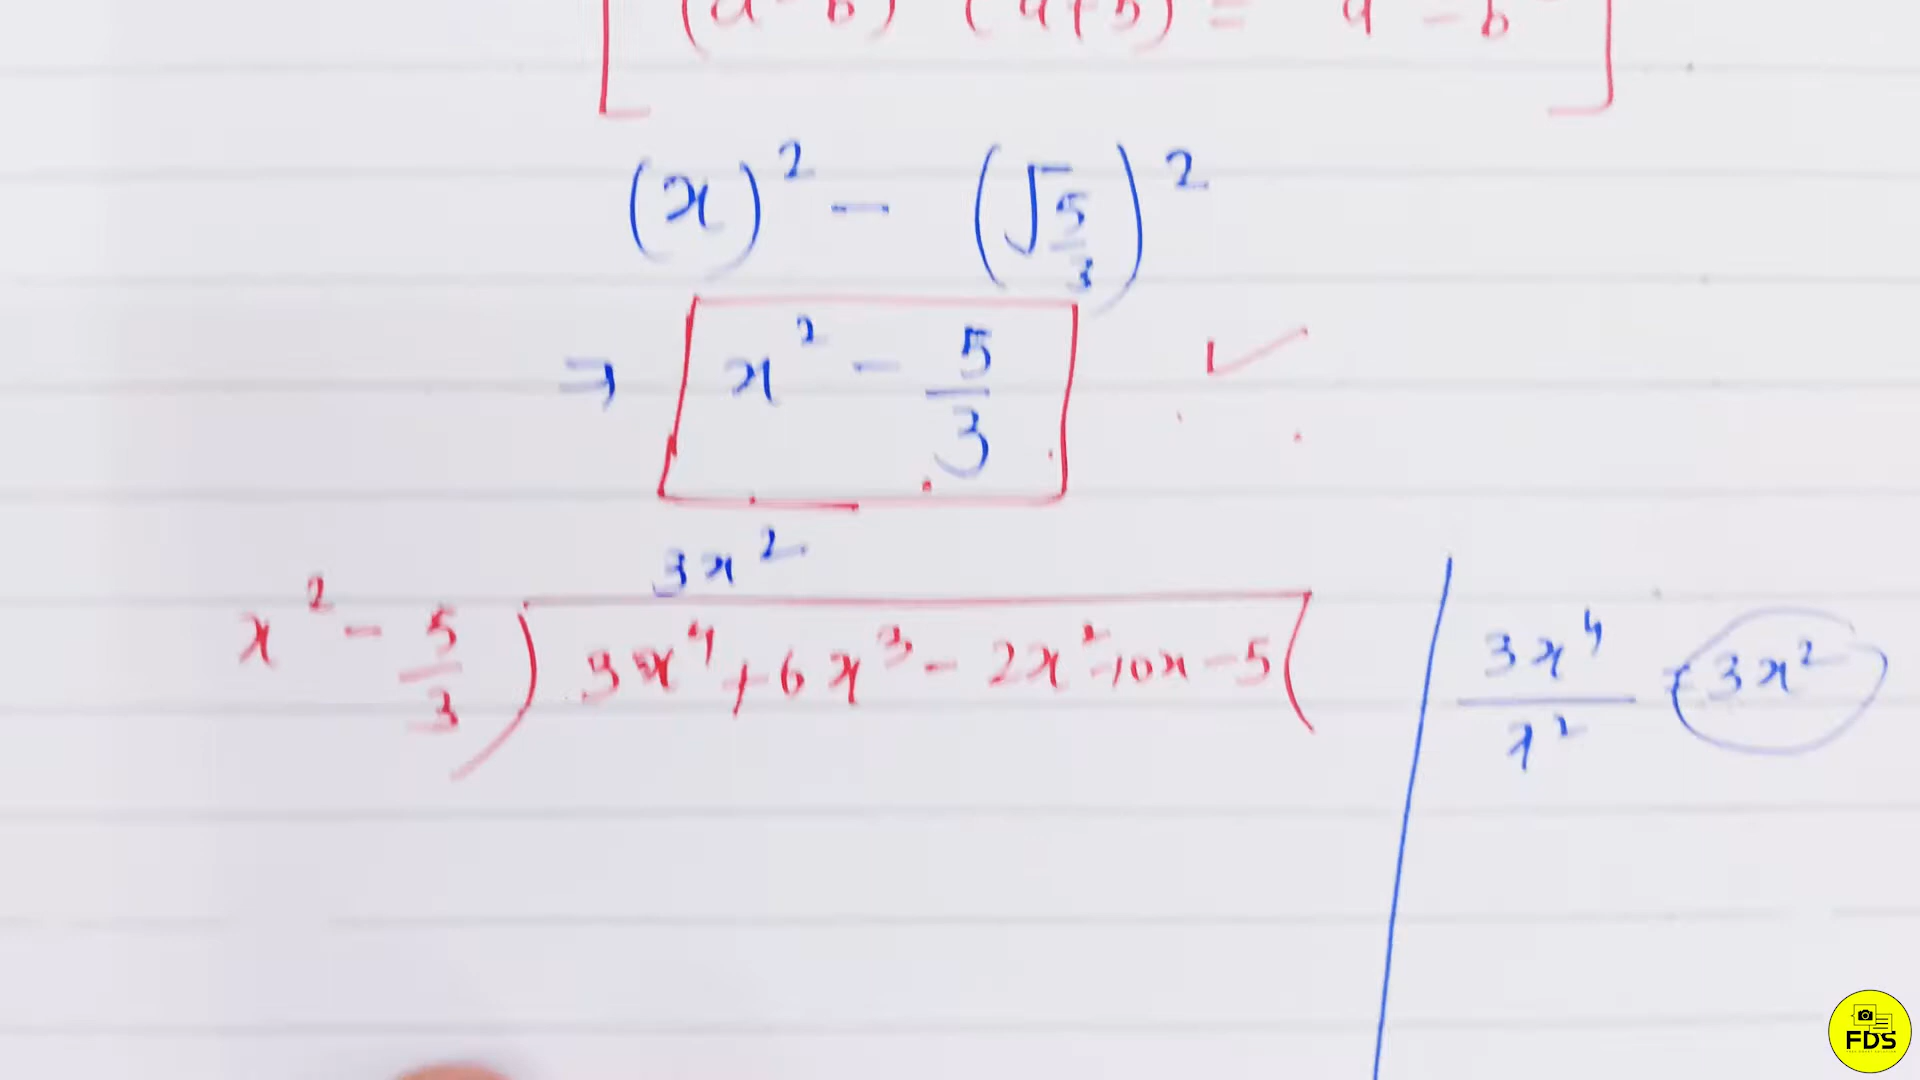 (a-b) (a+b) = a - b
(x)² - (√5/3)²
⇒ x² - 5/3 ✓
3x²
x² - 5/3 ) 3x⁴ + 6x³ - 2x² - 10x - 5 (
3x⁴/x² = 3x²
FDS